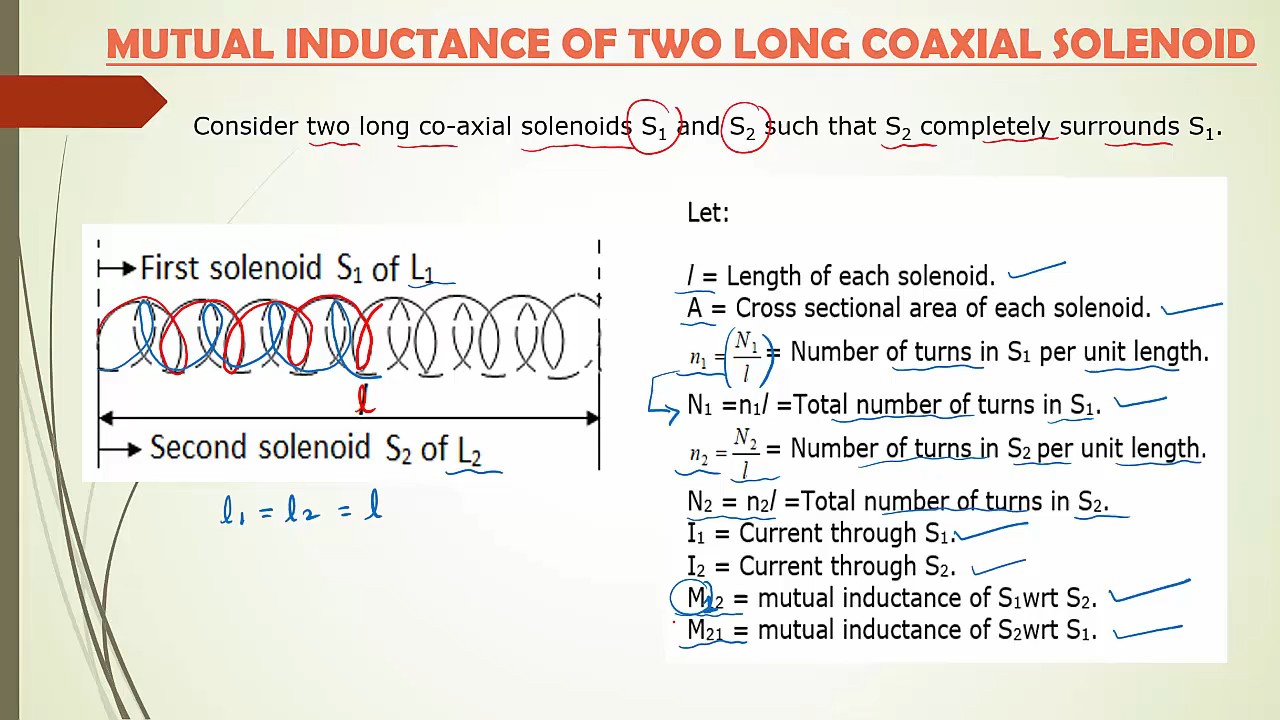 MUTUAL INDUCTANCE OF TWO LONG COAXIAL SOLENOID
Consider two long co-axial solenoids S₁ and S₂ such that S₂ completely surrounds S₁.
First solenoid S₁ of L₁
l
Second solenoid S₂ of L₂
l₁ = l₂ = l
Let:
l = Length of each solenoid.
A = Cross sectional area of each solenoid.
n₁ = N₁/l = Number of turns in S₁ per unit length.
N₁ =n₁l =Total number of turns in S₁.
n₂ = N₂/l = Number of turns in S₂ per unit length.
N₂ = n₂l =Total number of turns in S₂.
I₁ = Current through S₁.
I₂ = Current through S₂.
M₁₂ = mutual inductance of S₁wrt S₂.
M₂₁ = mutual inductance of S₂wrt S₁.